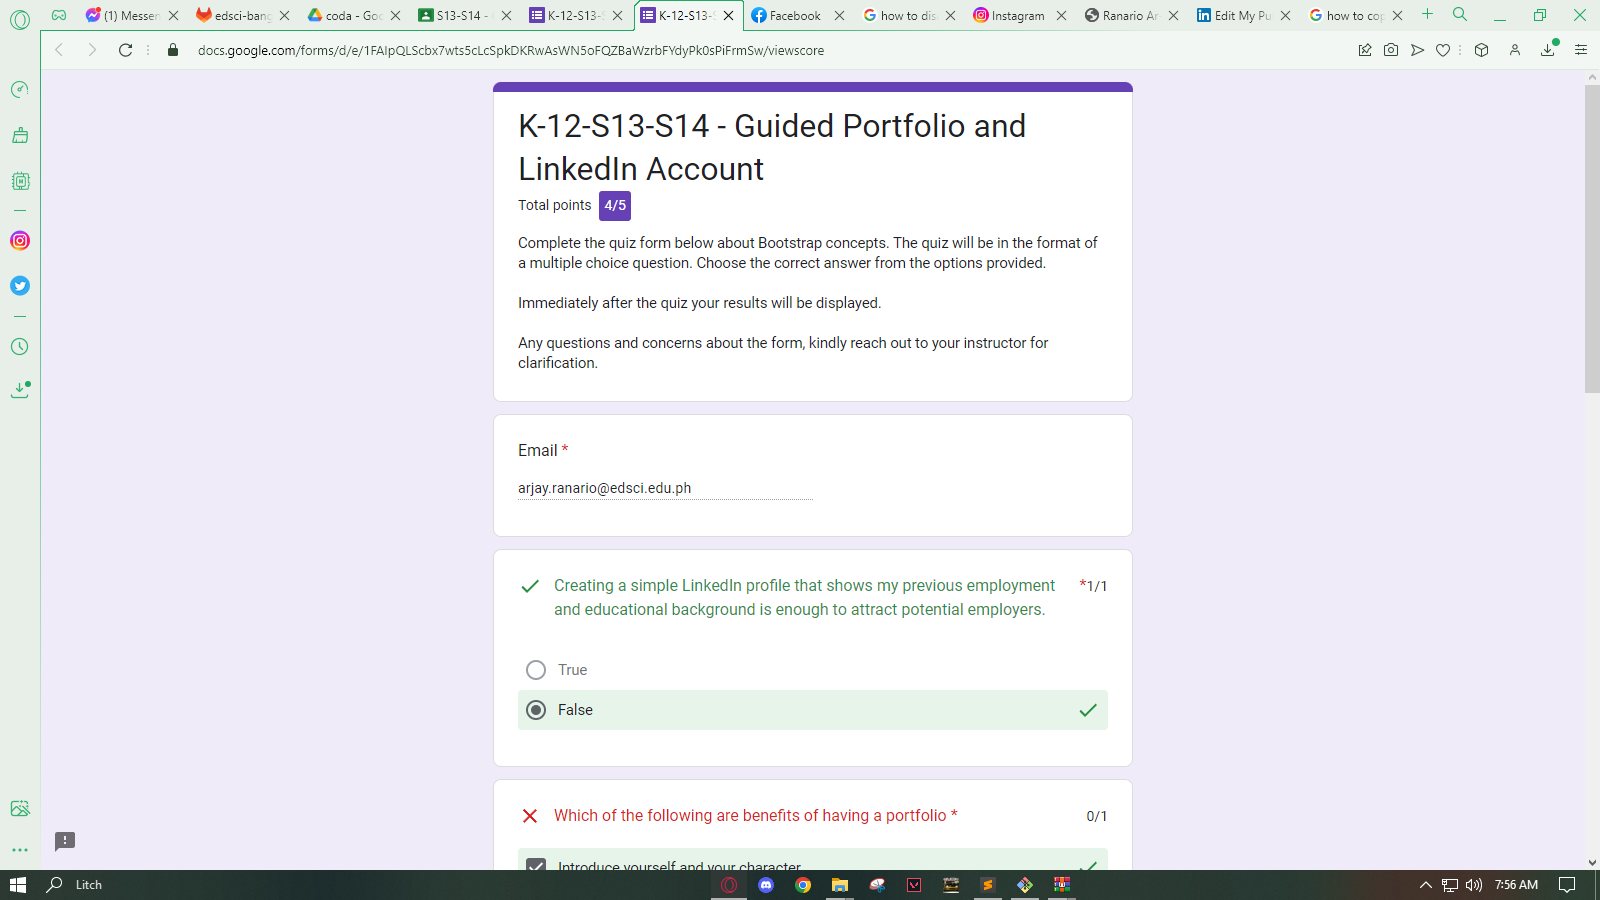 (1) Messen
edsci-bang
coda - Goo
S13-S14 -
K-12-S13-S
K-12-S13-S
Facebook
how to dis
Instagram
Ranario Ar
Edit My Pu
how to cop
docs.google.com/forms/d/e/1FAIpQLScbx7wts5cLcSpkDKRwAsWN5oFQZBaWzrbFYdyPk0sPiFrmSw/viewscore
K-12-S13-S14 - Guided Portfolio and
LinkedIn Account
Total points 4/5
Complete the quiz form below about Bootstrap concepts. The quiz will be in the format of
a multiple choice question. Choose the correct answer from the options provided.
Immediately after the quiz your results will be displayed.
Any questions and concerns about the form, kindly reach out to your instructor for
clarification.
Email *
arjay.ranario@edsci.edu.ph
Creating a simple LinkedIn profile that shows my previous employment *1/1
and educational background is enough to attract potential employers.
True
False
Which of the following are benefits of having a portfolio * 0/1
Introduce yourself and your character
Litch
7:56 AM